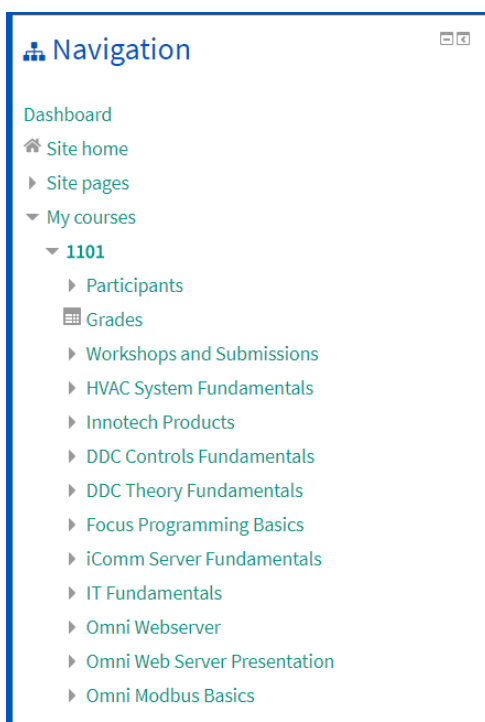 Navigation
Dashboard
Site home
Site pages
My courses
1101
Participants
Grades
Workshops and Submissions
HVAC System Fundamentals
Innotech Products
DDC Controls Fundamentals
DDC Theory Fundamentals
Focus Programming Basics
iComm Server Fundamentals
IT Fundamentals
Omni Webserver
Omni Web Server Presentation
Omni Modbus Basics